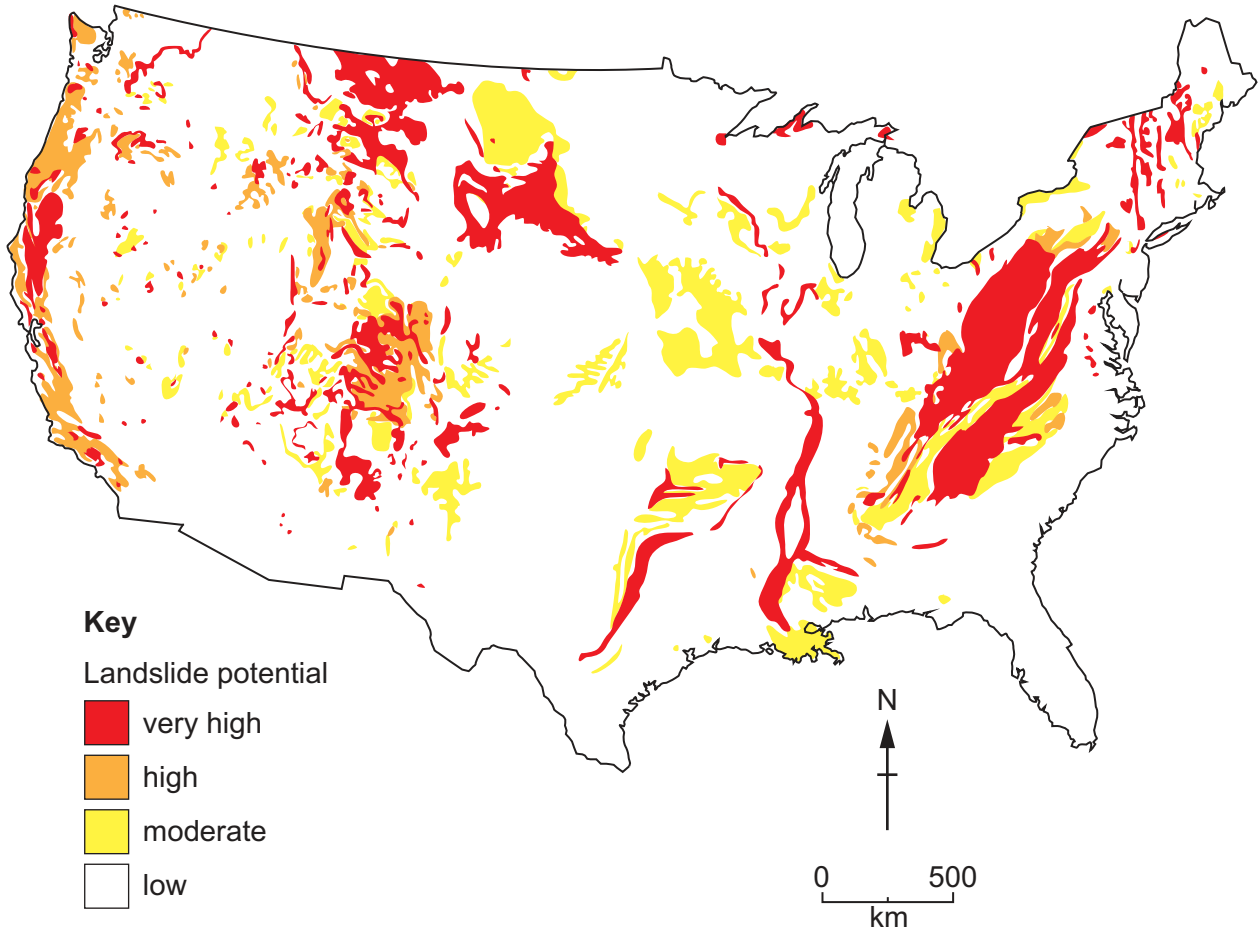 Key
Landslide potential
very high
high
moderate
low
N
0 500
km